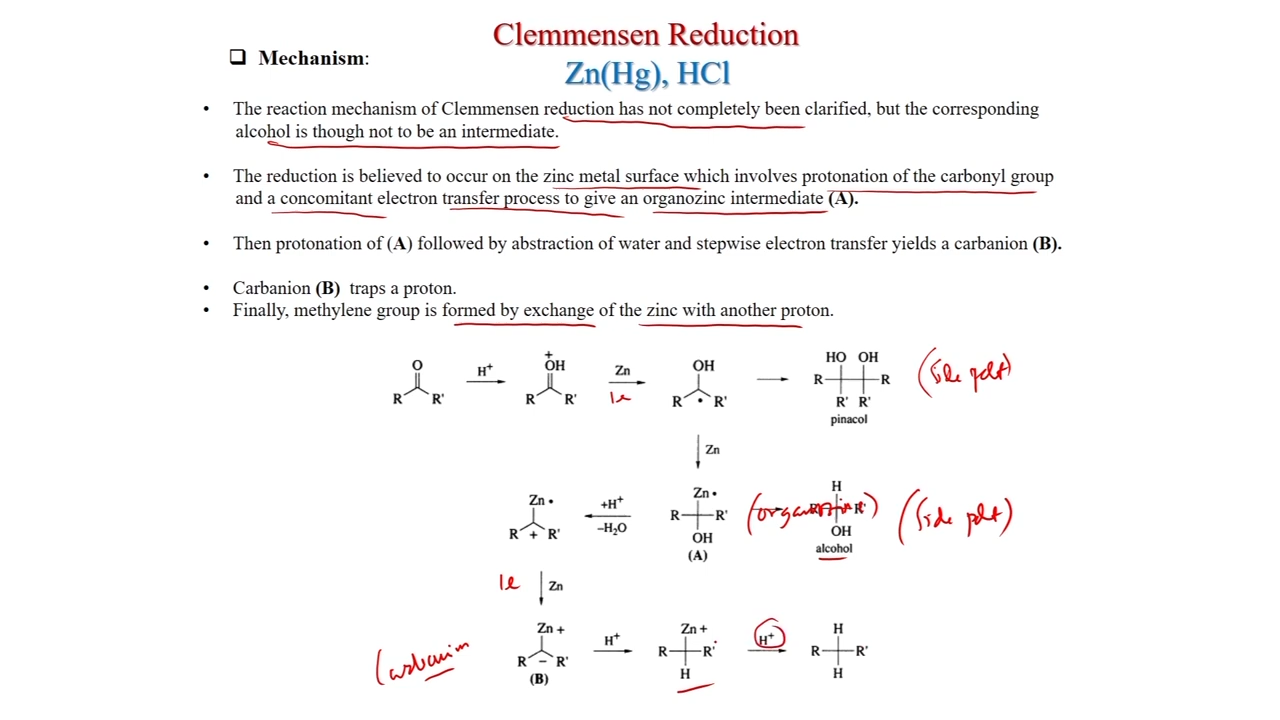 Clemmensen Reduction
❑ Mechanism:
Zn(Hg), HCl
• The reaction mechanism of Clemmensen reduction has not completely been clarified, but the corresponding
alcohol is though not to be an intermediate.
• The reduction is believed to occur on the zinc metal surface which involves protonation of the carbonyl group
and a concomitant electron transfer process to give an organozinc intermediate (A).
• Then protonation of (A) followed by abstraction of water and stepwise electron transfer yields a carbanion (B).
• Carbanion (B) traps a proton.
• Finally, methylene group is formed by exchange of the zinc with another proton.
O
R R'
H+
+
OH
R R'
Zn
1e
OH
R • R'
HO OH
R R
R' R'
pinacol
(Side pdt)
Zn
Zn •
R + R'
+H+
−H2O
Zn •
R R'
OH
(A)
H
R'
OH
alcohol
(Side pdt)
1e
Zn
Zn +
R − R'
(B)
H+
Zn +
R R'
H
H+
H
R R'
H